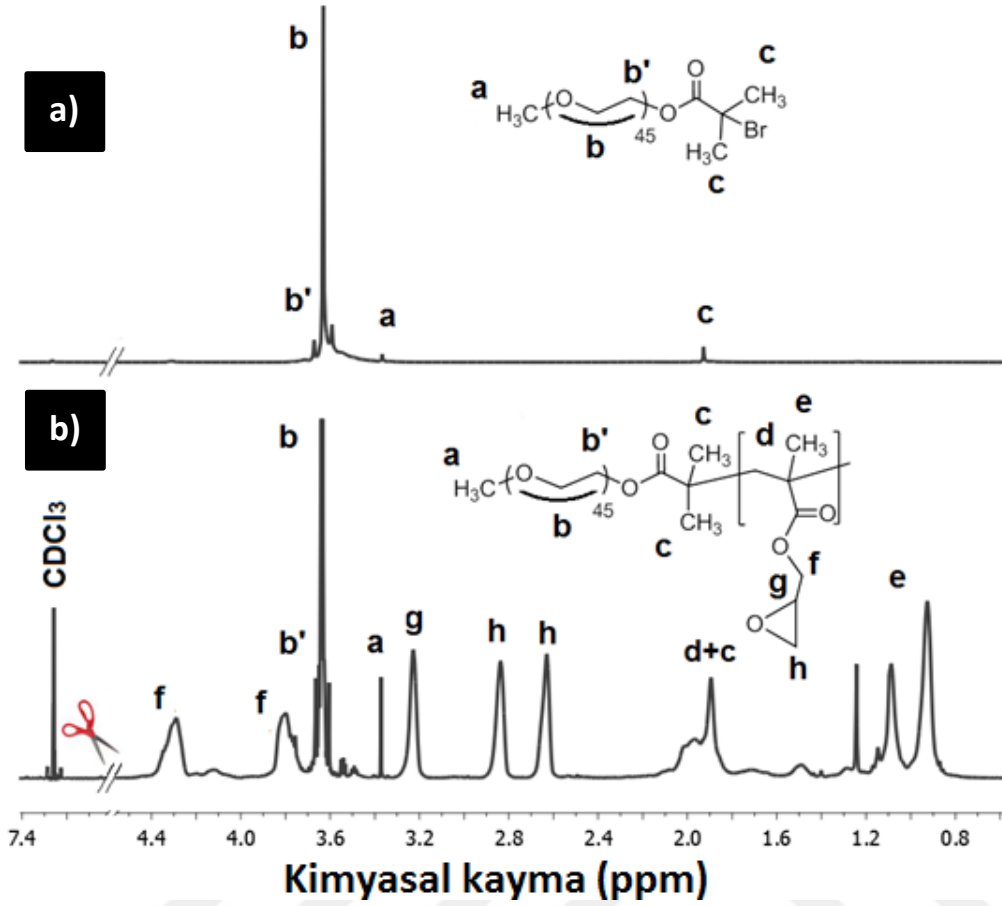 a)
b
b'
a
c
a
H₃C
O
b
45
b'
O
O
c
CH₃
Br
H₃C
c
b)
CDCl₃
f
f
b'
b
a
g
h
h
d+c
e
a
H₃C
O
b
45
b'
O
O
c
CH₃
CH₃
c
d
e
CH₃
O
O
f
g
O
h
7.4 4.4 4.0 3.6 3.2 2.8 2.4 2.0 1.6 1.2 0.8
Kimyasal kayma (ppm)